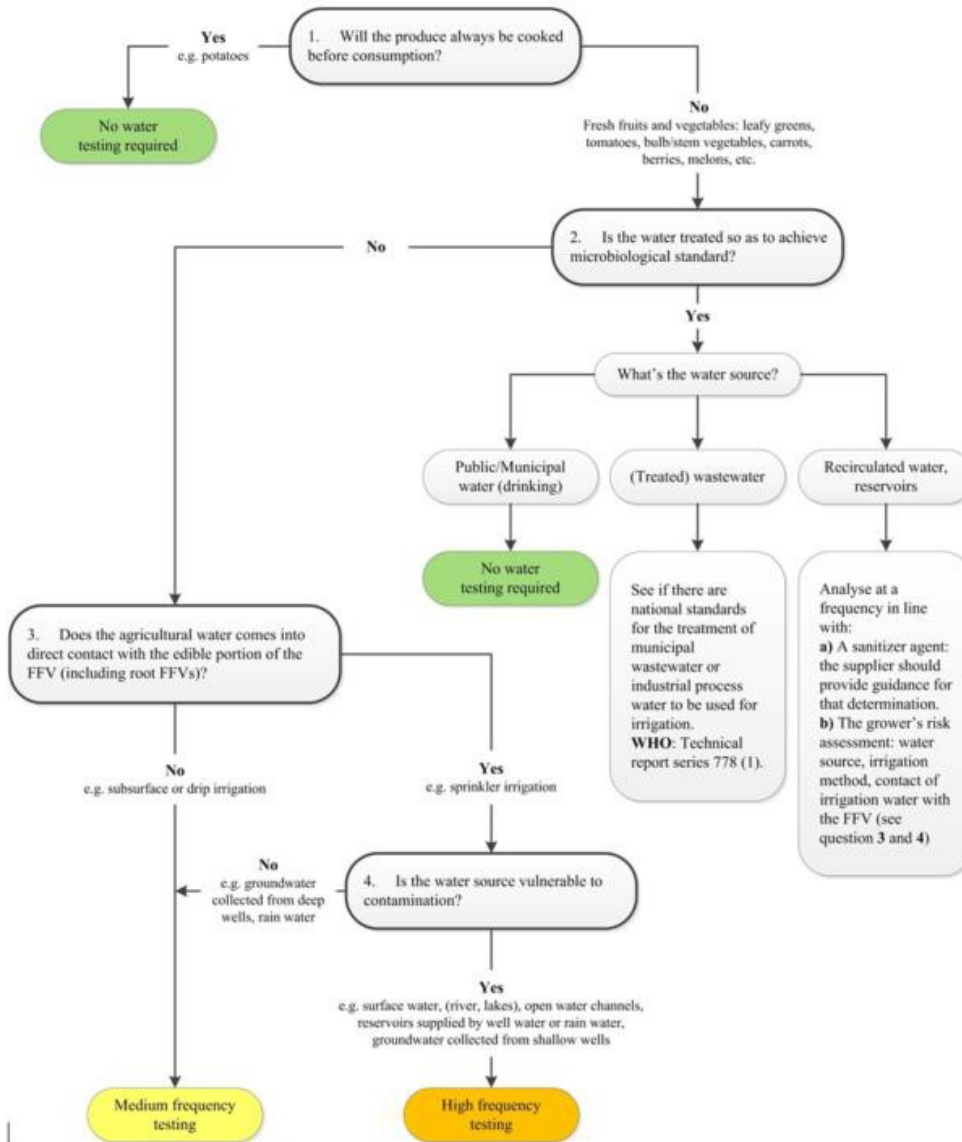 1. Will the produce always be cooked
before consumption?
Yes
e.g. potatoes
No water
testing required
No
Fresh fruits and vegetables: leafy greens,
tomatoes, bulb/stem vegetables, carrots,
berries, melons, etc.
2. Is the water treated so as to achieve
microbiological standard?
No
Yes
What's the water source?
Public/Municipal
water (drinking)
(Treated) wastewater
Recirculated water,
reservoirs
No water
testing required
See if there are
national standards
for the treatment of
municipal
wastewater or
industrial process
water to be used for
irrigation.
WHO: Technical
report series 778 (1).
Analyse at a
frequency in line
with:
a) A sanitizer agent:
the supplier should
provide guidance for
that determination.
b) The grower's risk
assessment: water
source, irrigation
method, contact of
irrigation water with
the FFV (see
question 3 and 4)
3. Does the agricultural water comes into
direct contact with the edible portion of the
FFV (including root FFVs)?
No
e.g. subsurface or drip irrigation
Yes
e.g. sprinkler irrigation
4. Is the water source vulnerable to
contamination?
No
e.g. groundwater
collected from deep
wells, rain water
Yes
e.g. surface water, (river, lakes), open water channels,
reservoirs supplied by well water or rain water,
groundwater collected from shallow wells
Medium frequency
testing
High frequency
testing